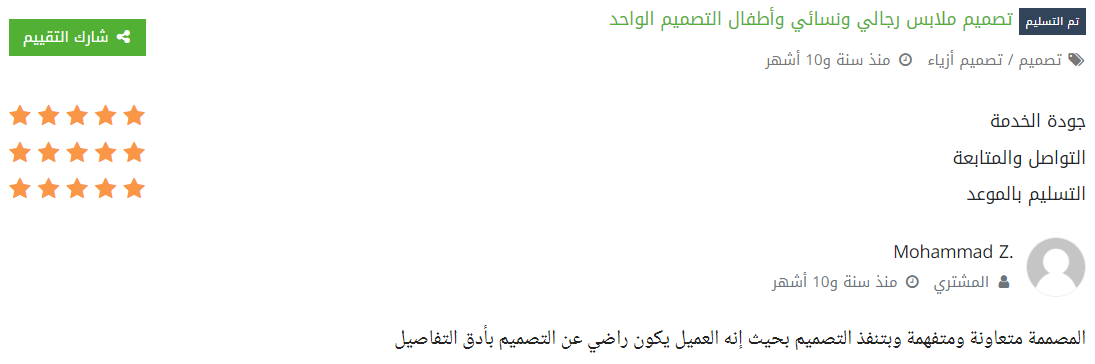 تم التسليم تصميم ملابس رجالي ونسائي وأطفال التصميم الواحد
شارك التقييم
تصميم / تصميم أزياء منذ سنة و10 أشهر
جودة الخدمة
التواصل والمتابعة
التسليم بالموعد
Mohammad Z.
المشتري منذ سنة و10 أشهر
المصممة متعاونة ومتفهمة وبتنفذ التصميم بحيث إنه العميل يكون راضي عن التصميم بأدق التفاصيل